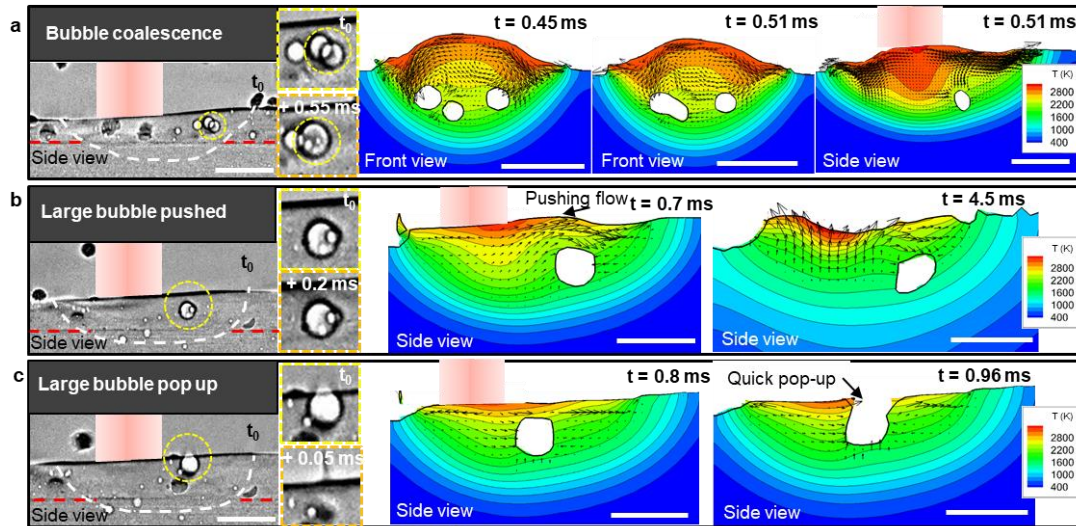 a
Bubble coalescence
t₀
Side view
t₀
+ 0.55 ms
t = 0.45 ms
Front view
t = 0.51 ms
Front view
t = 0.51 ms
Side view
T (K)
2800
2200
1600
1000
400
b
Large bubble pushed
t₀
Side view
t₀
+ 0.2 ms
Pushing flow
t = 0.7 ms
Side view
t = 4.5 ms
Side view
T (K)
2800
2200
1600
1000
400
c
Large bubble pop up
t₀
Side view
t₀
+ 0.05 ms
t = 0.8 ms
Side view
Quick pop-up
t = 0.96 ms
Side view
T (K)
2800
2200
1600
1000
400